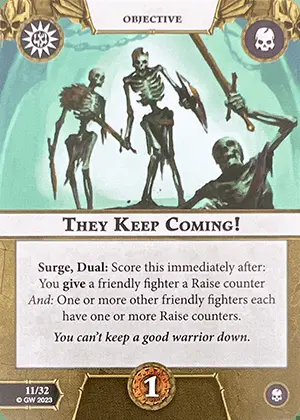 OBJECTIVE
THEY KEEP COMING!
Surge, Dual: Score this immediately after:
You give a friendly fighter a Raise counter
And: One or more other friendly fighters each
have one or more Raise counters.
You can't keep a good warrior down.
11/32
© GW 2023
1